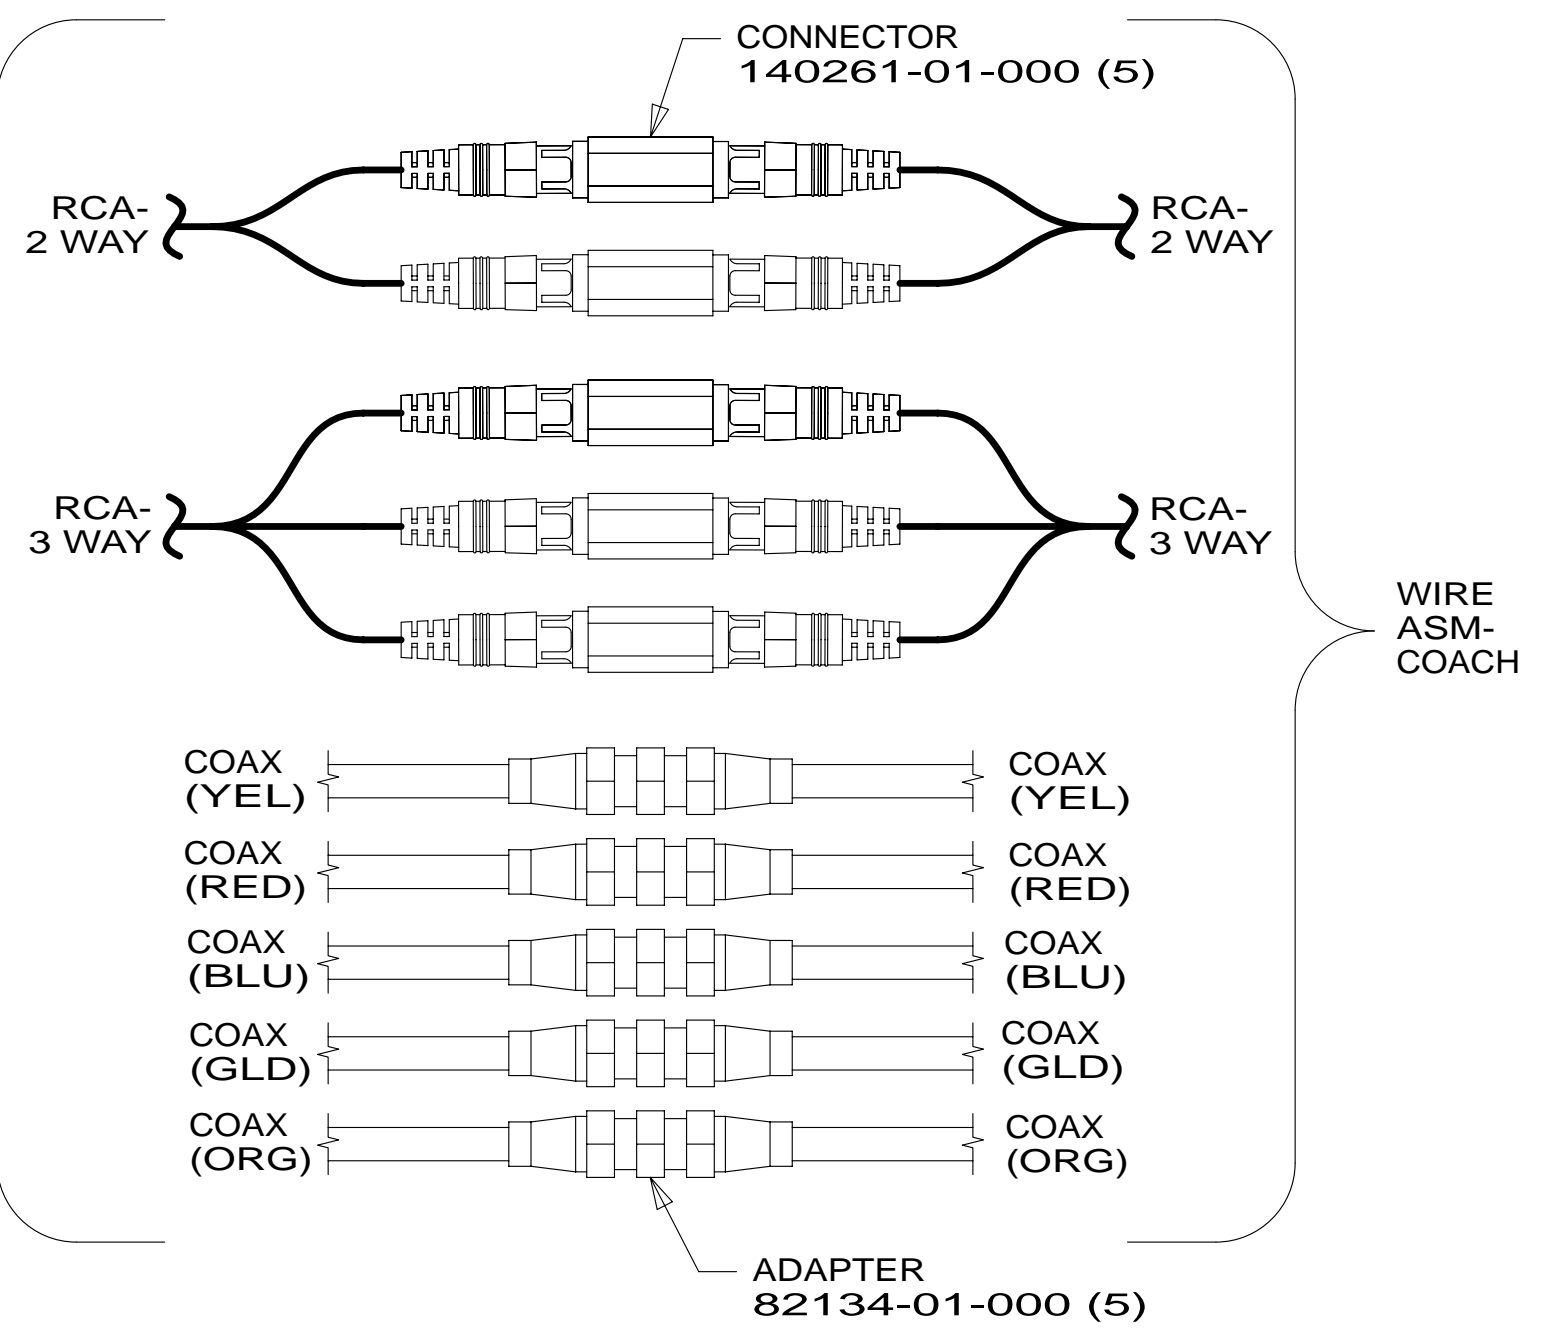 CONNECTOR
140261-01-000 (5)
RCA-
2 WAY
RCA-
2 WAY
RCA-
3 WAY
RCA-
3 WAY
WIRE
ASM-
COACH
COAX
(YEL)
COAX
(YEL)
COAX
(RED)
COAX
(RED)
COAX
(BLU)
COAX
(BLU)
COAX
(GLD)
COAX
(GLD)
COAX
(ORG)
COAX
(ORG)
ADAPTER
82134-01-000 (5)